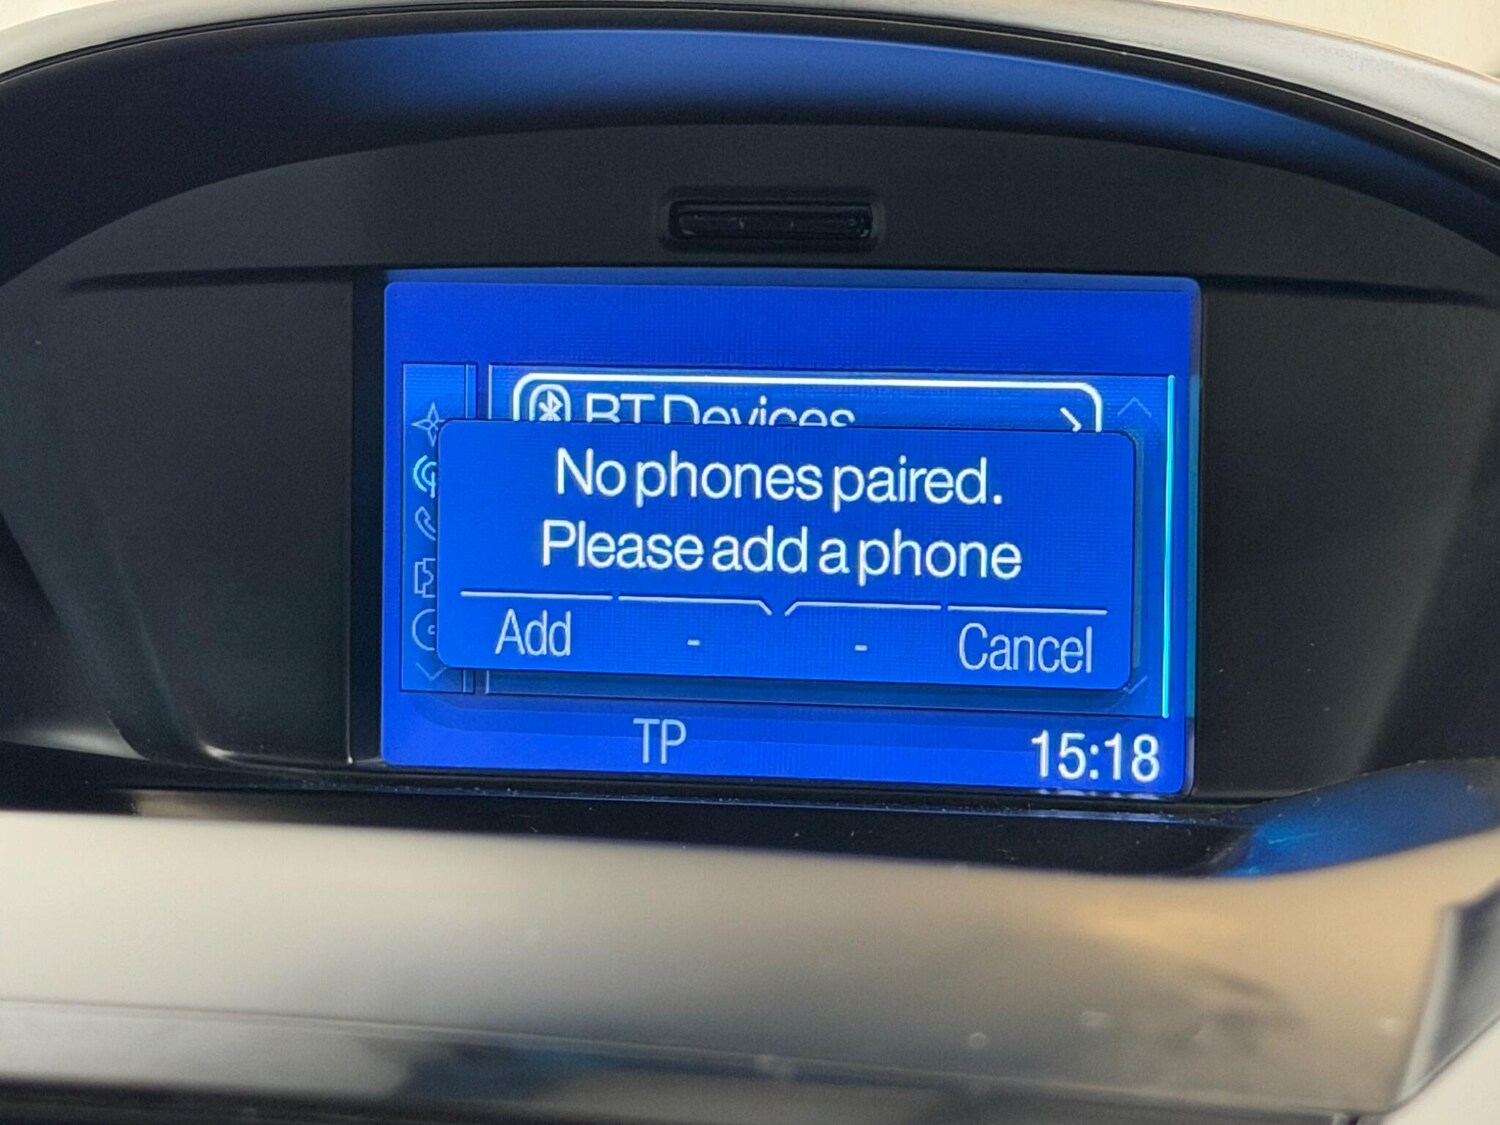 BT Devices
No phones paired.
Please add a phone
Add - - Cancel
TP 15:18